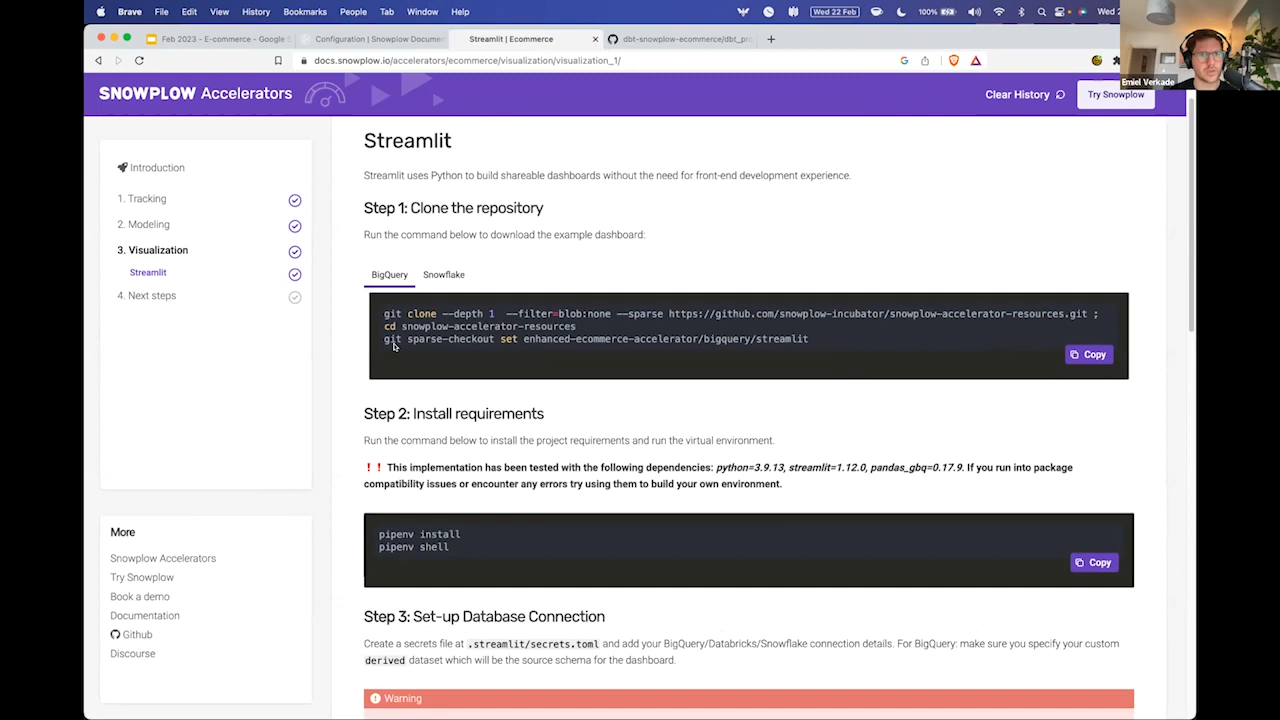 Brave File Edit View History Bookmarks People Tab Window Help
100% Wed 22 Feb Wed 2
Feb 2023 - E-commerce - Google S
Configuration | Snowplow Documen
Streamlit | Ecommerce
dbt-snowplow-ecommerce/dbt_pro
docs.snowplow.io/accelerators/ecommerce/visualization/visualization_1/
Emiel Verkade
SNOWPLOW Accelerators
Clear History
Try Snowplow
Introduction
1. Tracking
2. Modeling
3. Visualization
Streamlit
4. Next steps
More
Snowplow Accelerators
Try Snowplow
Book a demo
Documentation
Github
Discourse
Streamlit
Streamlit uses Python to build shareable dashboards without the need for front-end development experience.
Step 1: Clone the repository
Run the command below to download the example dashboard:
BigQuery Snowflake
git clone --depth 1 --filter=blob:none --sparse https://github.com/snowplow-incubator/snowplow-accelerator-resources.git ;
cd snowplow-accelerator-resources
git sparse-checkout set enhanced-ecommerce-accelerator/bigquery/streamlit
Copy
Step 2: Install requirements
Run the command below to install the project requirements and run the virtual environment.
❗❗ This implementation has been tested with the following dependencies: python=3.9.13, streamlit=1.12.0, pandas_gbq=0.17.9. If you run into package
compatibility issues or encounter any errors try using them to build your own environment.
pipenv install
pipenv shell
Copy
Step 3: Set-up Database Connection
Create a secrets file at .streamlit/secrets.toml and add your BigQuery/Databricks/Snowflake connection details. For BigQuery: make sure you specify your custom
derived dataset which will be the source schema for the dashboard.
Warning